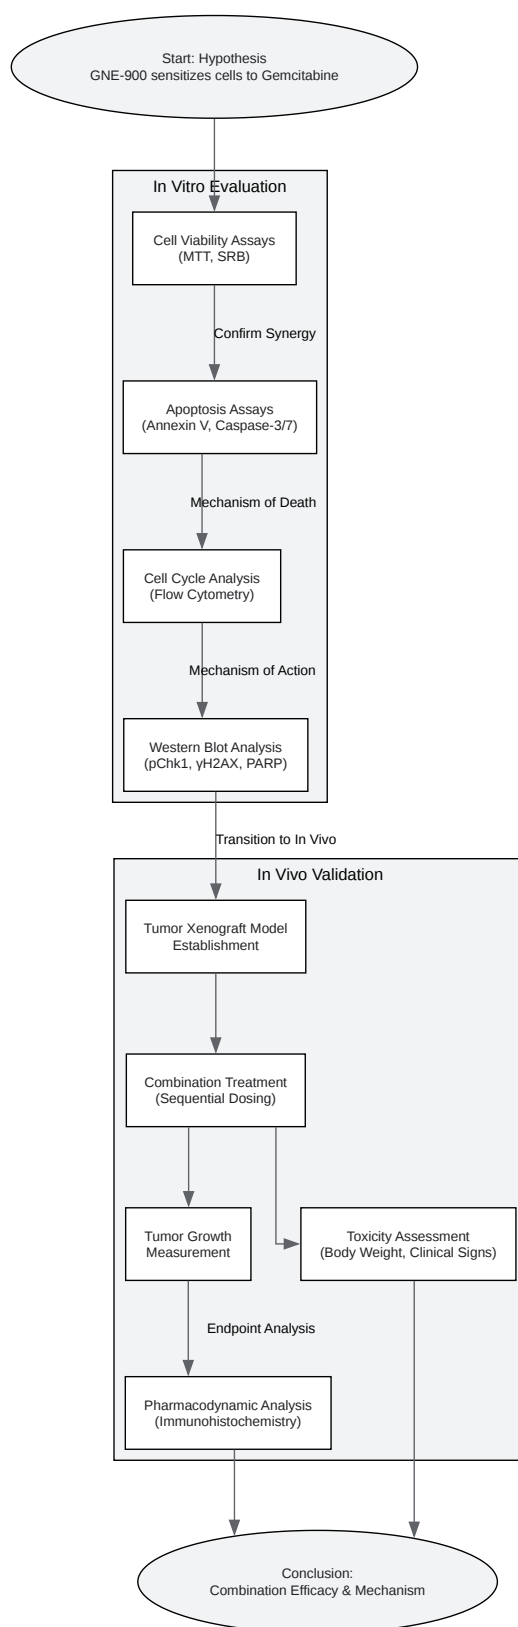 Start: Hypothesis
GNE-900 sensitizes cells to Gemcitabine
In Vitro Evaluation
Cell Viability Assays
(MTT, SRB)
Confirm Synergy
Apoptosis Assays
(Annexin V, Caspase-3/7)
Mechanism of Death
Cell Cycle Analysis
(Flow Cytometry)
Mechanism of Action
Western Blot Analysis
(pChk1, γH2AX, PARP)
Transition to In Vivo
In Vivo Validation
Tumor Xenograft Model
Establishment
Combination Treatment
(Sequential Dosing)
Tumor Growth
Measurement
Toxicity Assessment
(Body Weight, Clinical Signs)
Endpoint Analysis
Pharmacodynamic Analysis
(Immunohistochemistry)
Conclusion:
Combination Efficacy & Mechanism